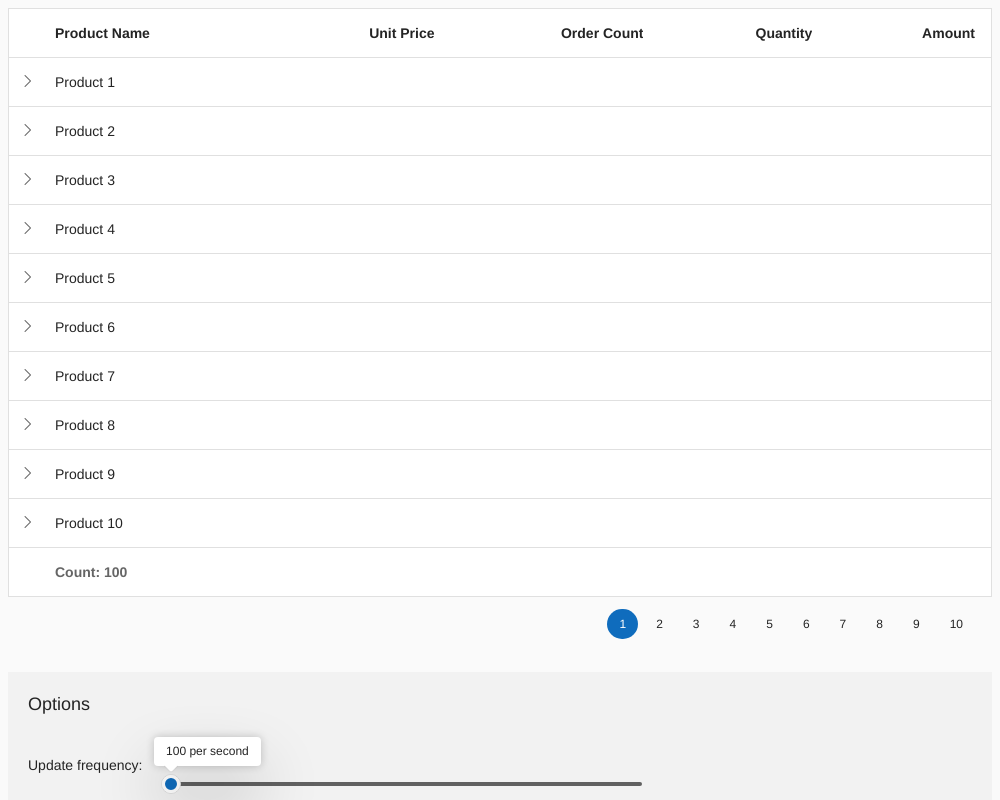 Product Name Unit Price Order Count Quantity Amount
Product 1
Product 2
Product 3
Product 4
Product 5
Product 6
Product 7
Product 8
Product 9
Product 10
Count: 100
1 2 3 4 5 6 7 8 9 10
Options
100 per second
Update frequency: